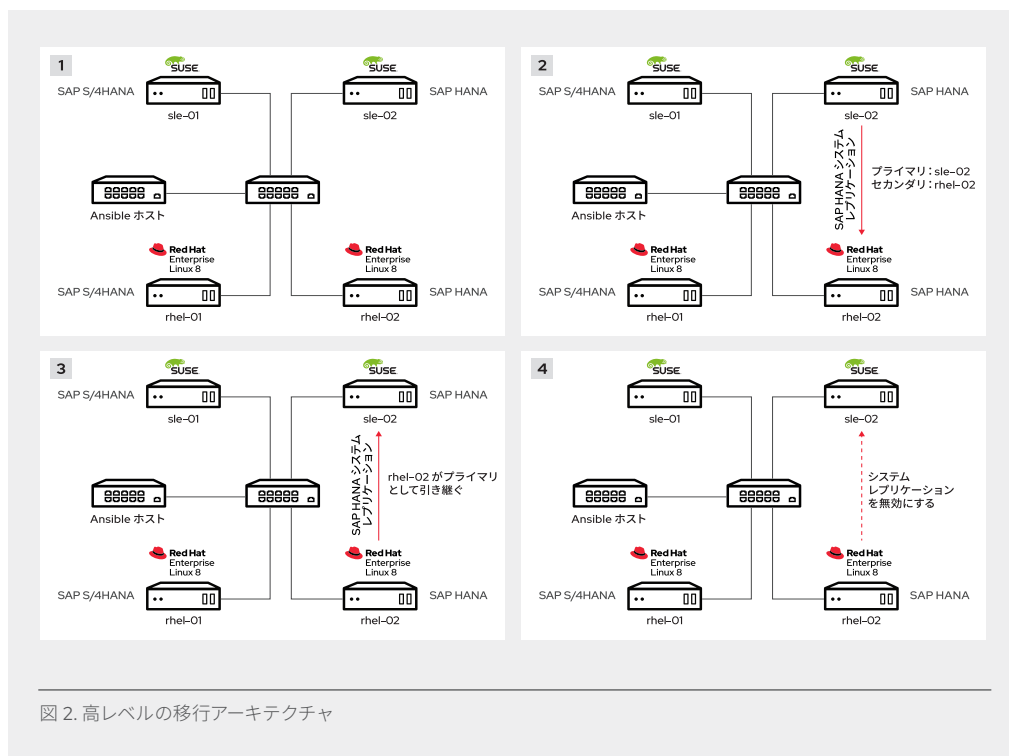 1
SUSE
SUSE
SAP S/4HANA
SAP HANA
sle-01
sle-02
Ansible ホスト
Red Hat
Enterprise
Linux 8
Red Hat
Enterprise
Linux 8
SAP S/4HANA
SAP HANA
rhel-01
rhel-02
2
SUSE
SUSE
SAP S/4HANA
SAP HANA
sle-01
sle-02
SAP HANA システム
レプリケーション
プライマリ：sle-02
セカンダリ：rhel-02
Ansible ホスト
Red Hat
Enterprise
Linux 8
Red Hat
Enterprise
Linux 8
SAP S/4HANA
SAP HANA
rhel-01
rhel-02
3
SUSE
SUSE
SAP S/4HANA
SAP HANA
sle-01
sle-02
SAP HANA システム
レプリケーション
rhel-02 がプライマリ
として引き継ぐ
Ansible ホスト
Red Hat
Enterprise
Linux 8
Red Hat
Enterprise
Linux 8
SAP S/4HANA
SAP HANA
rhel-01
rhel-02
4
SUSE
SUSE
sle-01
sle-02
システム
レプリケーション
を無効にする
Ansible ホスト
Red Hat
Enterprise
Linux 8
Red Hat
Enterprise
Linux 8
SAP S/4HANA
SAP HANA
rhel-01
rhel-02
図 2. 高レベルの移行アーキテクチャ